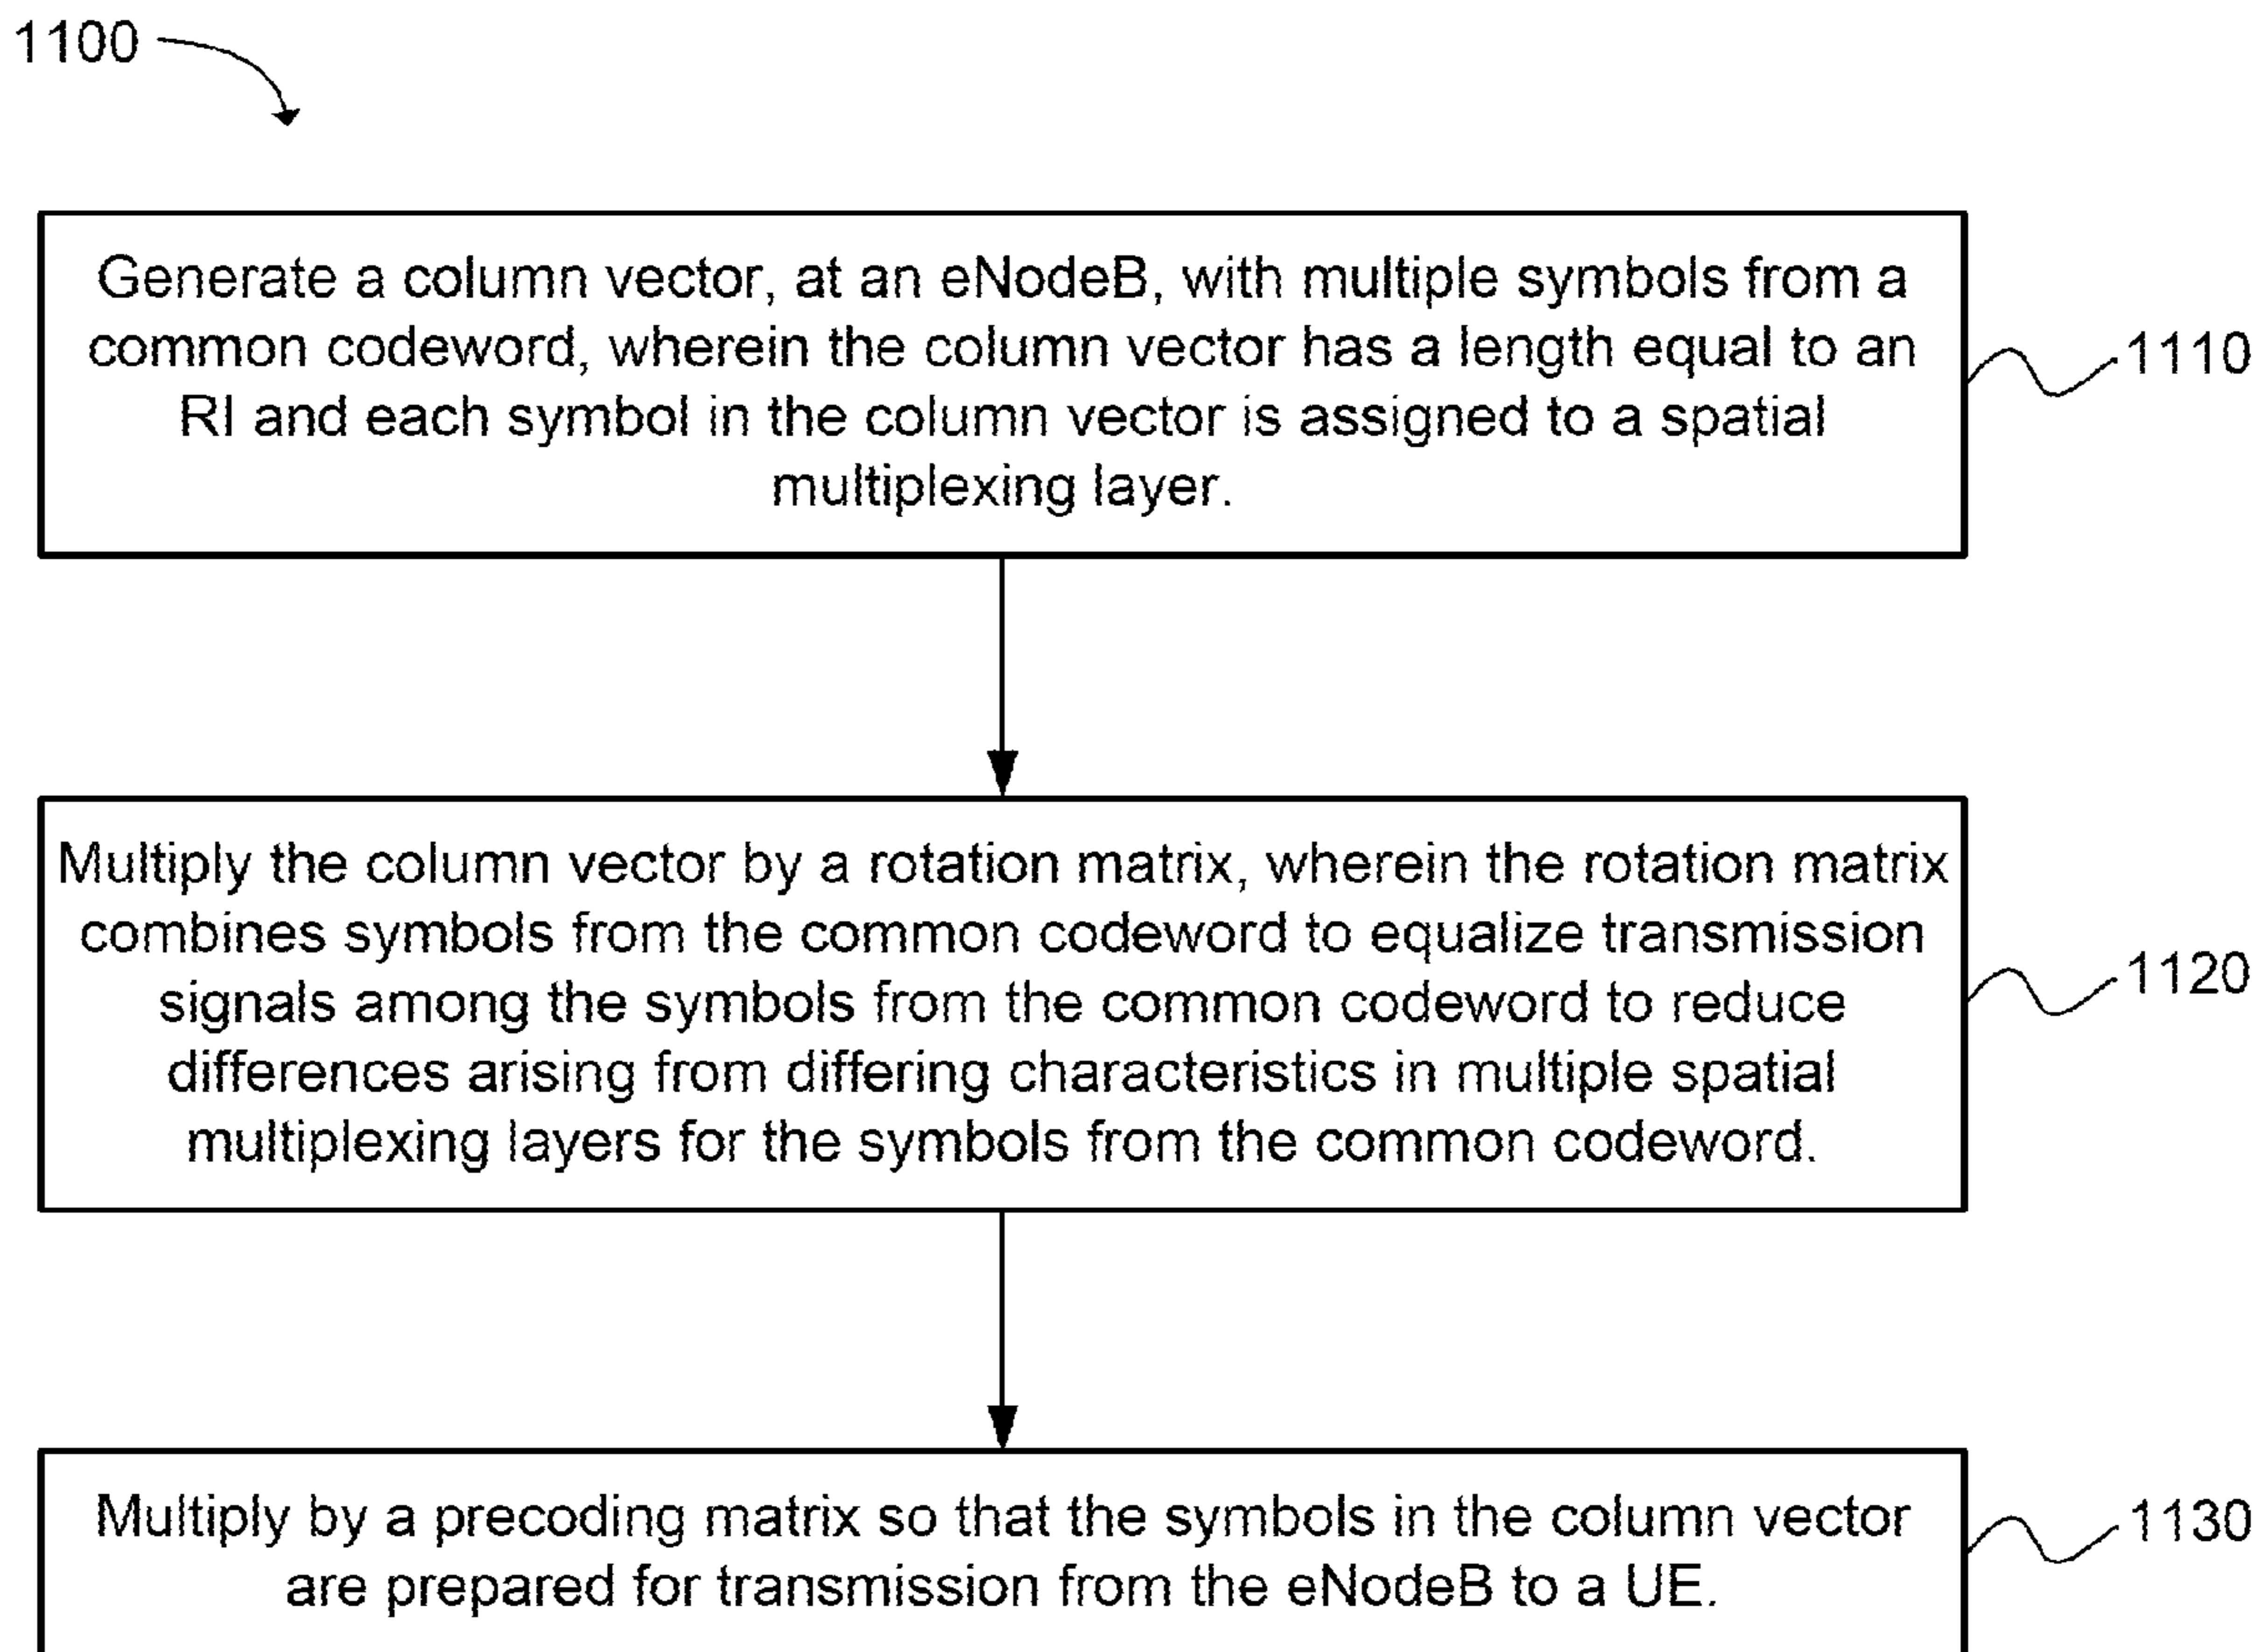 1100
Generate a column vector, at an eNodeB, with multiple symbols from a
common codeword, wherein the column vector has a length equal to an
RI and each symbol in the column vector is assigned to a spatial
multiplexing layer.
1110
Multiply the column vector by a rotation matrix, wherein the rotation matrix
combines symbols from the common codeword to equalize transmission
signals among the symbols from the common codeword to reduce
differences arising from differing characteristics in multiple spatial
multiplexing layers for the symbols from the common codeword.
1120
Multiply by a precoding matrix so that the symbols in the column vector
are prepared for transmission from the eNodeB to a UE.
1130